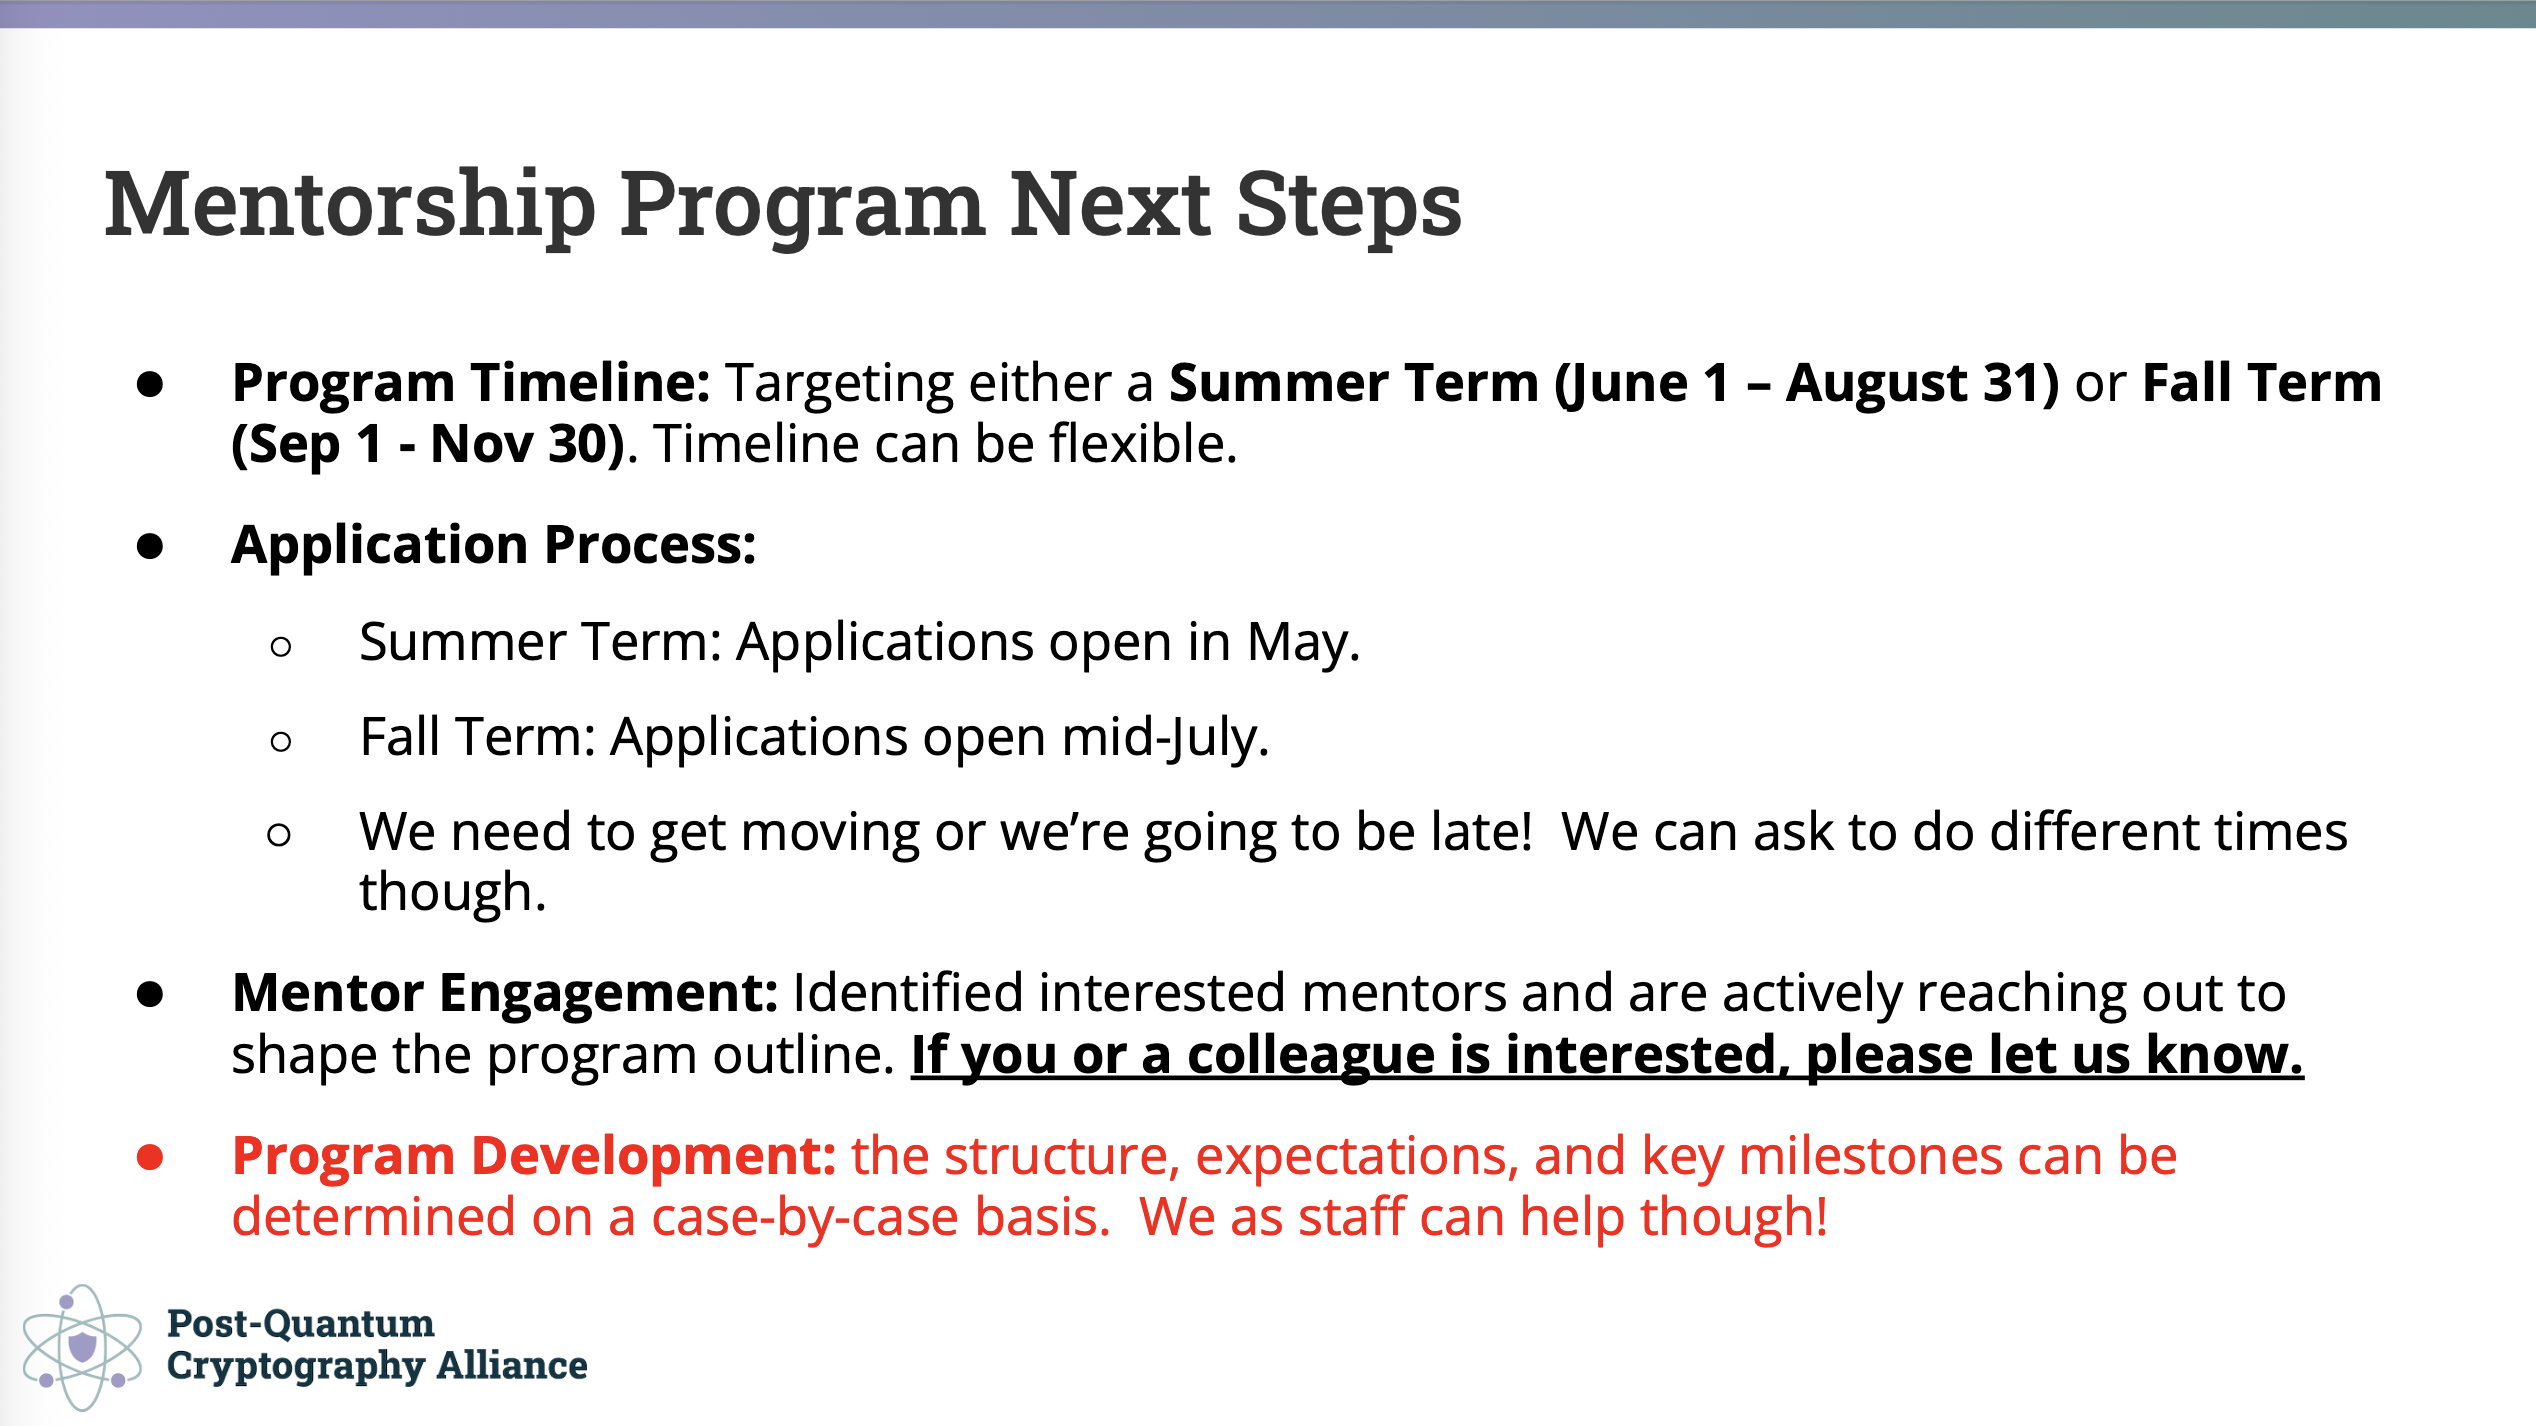 Mentorship Program Next Steps
● Program Timeline: Targeting either a Summer Term (June 1 – August 31) or Fall Term
(Sep 1 - Nov 30). Timeline can be flexible.
● Application Process:
○ Summer Term: Applications open in May.
○ Fall Term: Applications open mid-July.
○ We need to get moving or we’re going to be late!  We can ask to do different times
though.
● Mentor Engagement: Identified interested mentors and are actively reaching out to
shape the program outline. If you or a colleague is interested, please let us know.
● Program Development: the structure, expectations, and key milestones can be
determined on a case-by-case basis.  We as staff can help though!
Post-Quantum
Cryptography Alliance